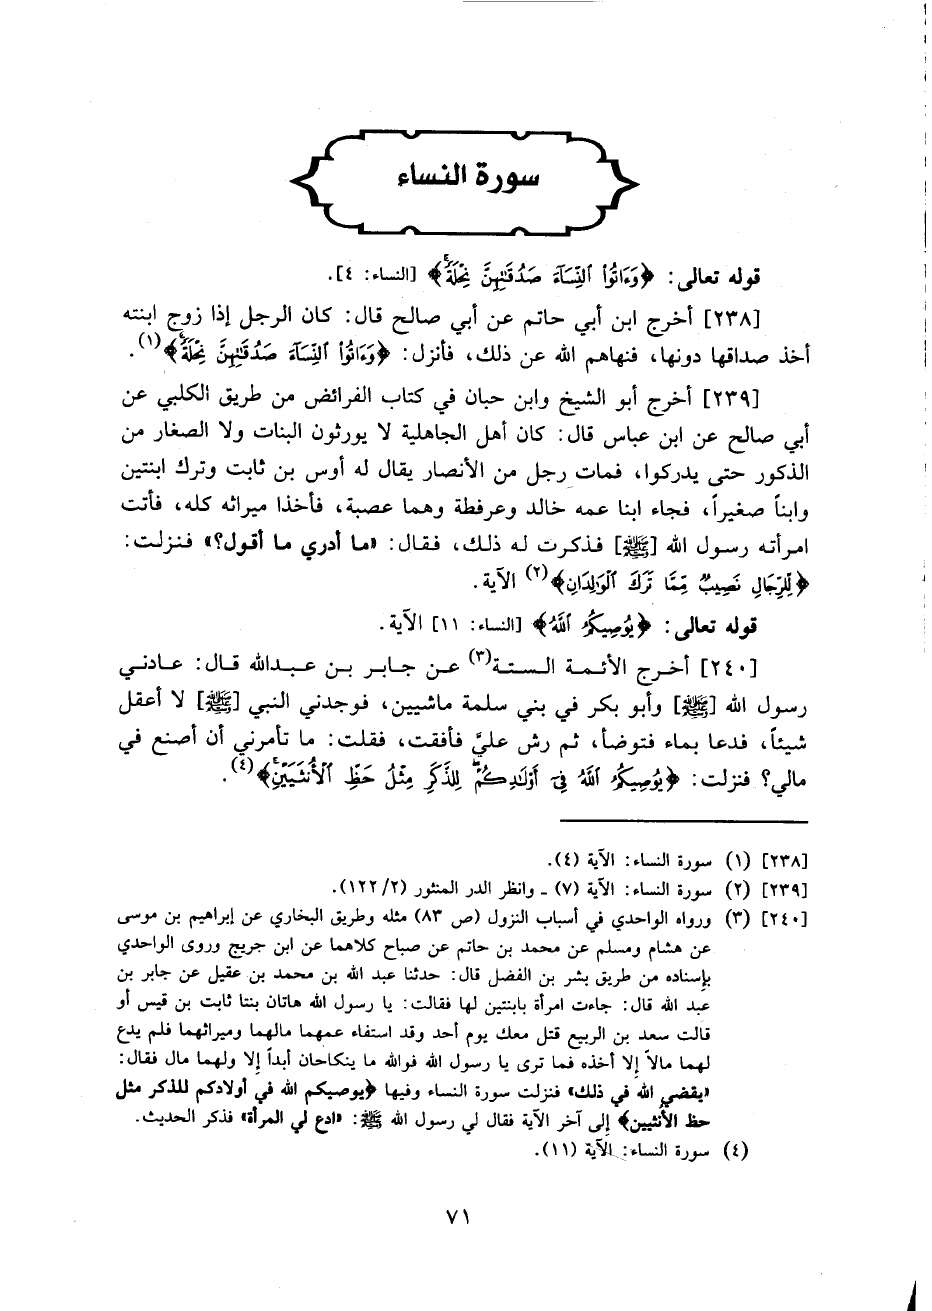 سورة النساء
قوله تعالى: ﴿وَءَاتُوا۟ ٱلنِّسَآءَ صَدُقَـٰتِهِنَّ نِحْلَةً﴾ [النساء: ٤].
[٢٣٨] أخرج ابن أبي حاتم عن أبي صالح قال: كان الرجل إذا زوج ابنته
أخذ صداقها دونها، فنهاهم الله عن ذلك، فأنزل: ﴿وَءَاتُوا۟ ٱلنِّسَآءَ صَدُقَـٰتِهِنَّ نِحْلَةً﴾(١).
[٢٣٩] أخرج أبو الشيخ وابن حبان في كتاب الفرائض من طريق الكلبي عن
أبي صالح عن ابن عباس قال: كان أهل الجاهلية لا يورثون البنات ولا الصغار من
الذكور حتى يدركوا، فمات رجل من الأنصار يقال له أوس بن ثابت وترك ابنتين
وابناً صغيراً، فجاء ابنا عمه خالد وعرفطة وهما عصبة، فأخذا ميراثه كله، فأتت
امرأته رسول الله [ﷺ] فذكرت له ذلك، فقال: «ما أدري ما أقول؟» فنزلت:
﴿لِّلرِّجَالِ نَصِيبٌ مِّمَّا تَرَكَ ٱلْوَٰلِدَانِ﴾(٢) الآية.
قوله تعالى: ﴿يُوصِيكُمُ ٱللَّهُ﴾ [النساء: ١١] الآية.
[٢٤٠] أخرج الأئمة الستة(٣) عن جابر بن عبدالله قال: عادني
رسول الله [ﷺ] وأبو بكر في بني سلمة ماشيين، فوجدني النبي [ﷺ] لا أعقل
شيئاً، فدعا بماء فتوضأ، ثم رش عليَّ فأفقت، فقلت: ما تأمرني أن أصنع في
مالي؟ فنزلت: ﴿يُوصِيكُمُ ٱللَّهُ فِىٓ أَوْلَـٰدِكُمْ لِلذَّكَرِ مِثْلُ حَظِّ ٱلْأُنثَيَيْنِ﴾(٤).
[٢٣٨] (١) سورة النساء: الآية (٤).
[٢٣٩] (٢) سورة النساء: الآية (٧) ـ وانظر الدر المنثور (١٢٢/٢).
[٢٤٠] (٣) ورواه الواحدي في أسباب النزول (ص ٨٣) مثله وطريق البخاري عن إبراهيم بن موسى
عن هشام ومسلم عن محمد بن حاتم عن صباح كلاهما عن ابن جريج وروى الواحدي
بإسناده من طريق بشر بن الفضل قال: حدثنا عبد الله بن محمد بن عقيل عن جابر بن
عبد الله قال: جاءت امرأة بابنتين لها فقالت: يا رسول الله هاتان بنتا ثابت بن قيس أو
قالت سعد بن الربيع قتل معك يوم أحد وقد استفاء عمهما مالهما وميراثهما فلم يدع
لهما مالاً إلا أخذه فما ترى يا رسول الله فوالله ما ينكاحان أبداً إلا ولهما مال فقال:
«يقضي الله في ذلك» فنزلت سورة النساء وفيها ﴿يوصيكم الله في أولادكم للذكر مثل
حظ الأنثيين﴾ إلى آخر الآية فقال لي رسول الله ﷺ: «ادع لي المرأة» فذكر الحديث.
(٤) سورة النساء: الآية (١١).
٧١